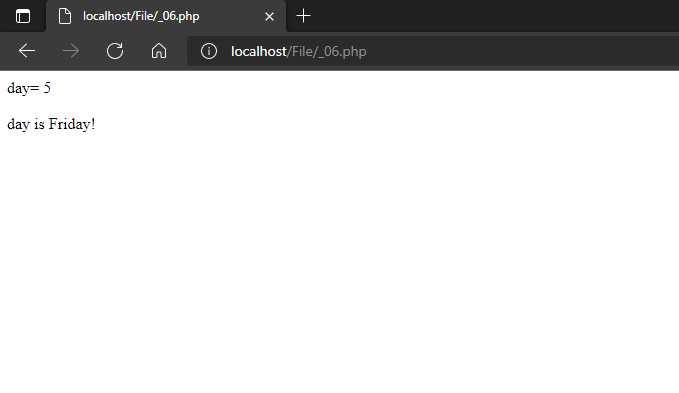 localhost/File/_06.php
localhost/File/_06.php
day= 5
day is Friday!